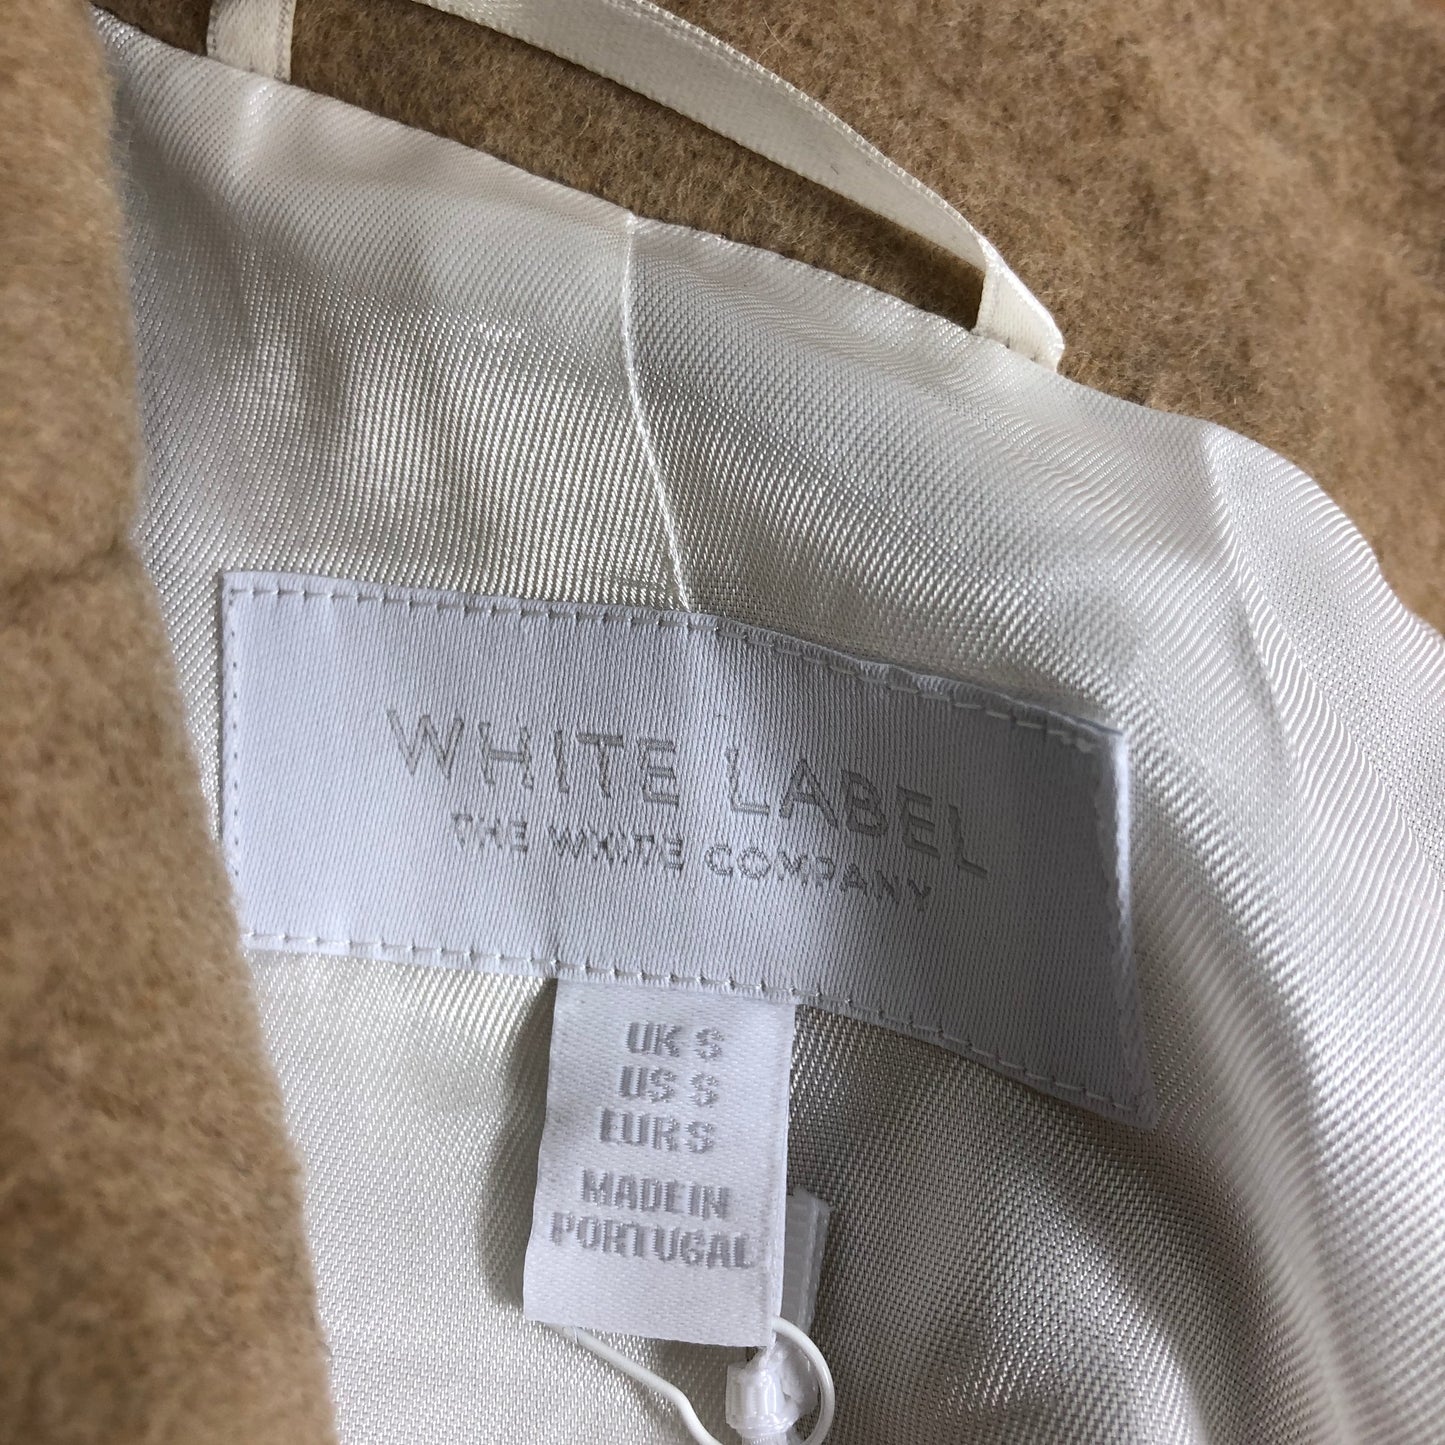 WHITE LABEL
THE WHITE COMPANY
UK S
US S
EUR S
MADE IN
PORTUGAL